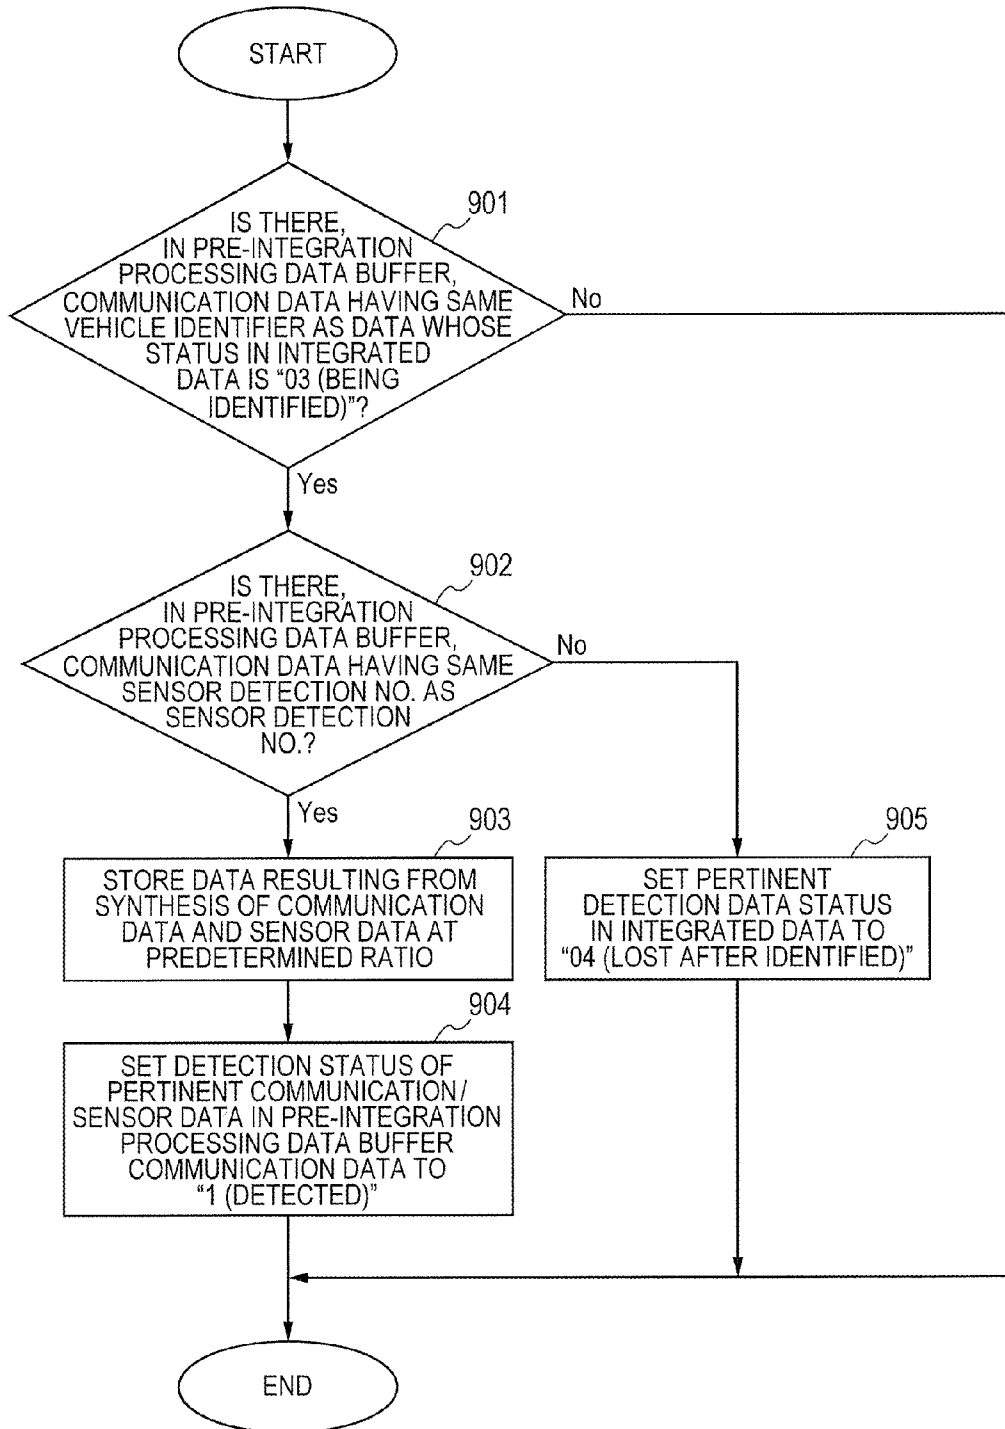 START
901
IS THERE,
IN PRE-INTEGRATION
PROCESSING DATA BUFFER,
COMMUNICATION DATA HAVING SAME
VEHICLE IDENTIFIER AS DATA WHOSE
STATUS IN INTEGRATED
DATA IS “03 (BEING
IDENTIFIED)”?
No
Yes
902
IS THERE,
IN PRE-INTEGRATION
PROCESSING DATA BUFFER,
COMMUNICATION DATA HAVING SAME
SENSOR DETECTION NO. AS
SENSOR DETECTION
NO.?
No
Yes
903
STORE DATA RESULTING FROM
SYNTHESIS OF COMMUNICATION
DATA AND SENSOR DATA AT
PREDETERMINED RATIO
905
SET PERTINENT
DETECTION DATA STATUS
IN INTEGRATED DATA TO
“04 (LOST AFTER IDENTIFIED)”
904
SET DETECTION STATUS OF
PERTINENT COMMUNICATION/
SENSOR DATA IN PRE-INTEGRATION
PROCESSING DATA BUFFER
COMMUNICATION DATA TO
“1 (DETECTED)”
END